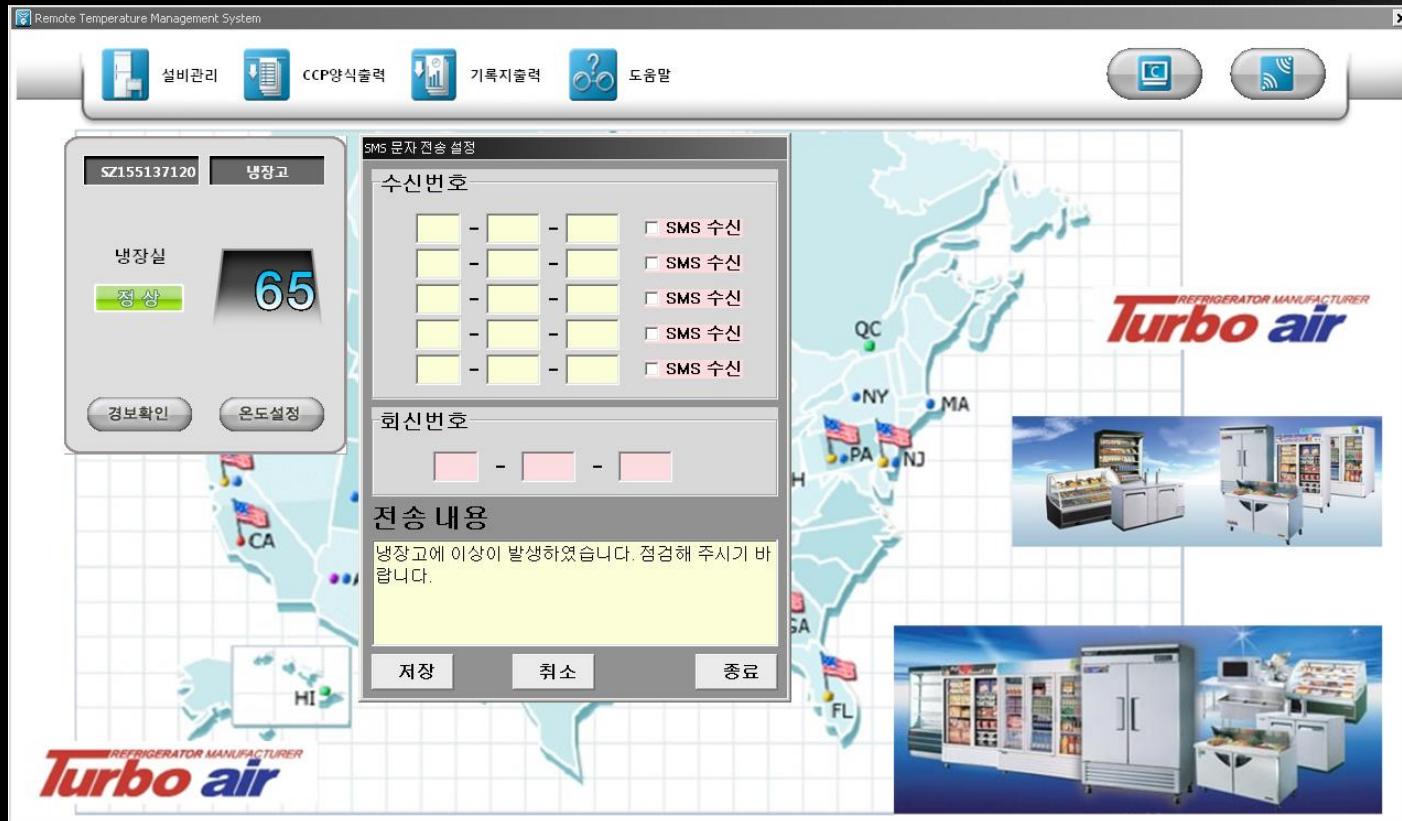 Remote Temperature Management System
설비관리
CCP양식출력
기록지출력
도움말
SZ155137120
냉장고
냉장실
정상
65
경보확인
온도설정
SMS 문자 전송 설정
수신번호
- - SMS 수신
- - SMS 수신
- - SMS 수신
- - SMS 수신
- - SMS 수신
회신번호
- -
전송 내용
냉장고에 이상이 발생하였습니다. 점검해 주시기 바
랍니다.
저장
취소
종료
QC
NY
MA
PA
NJ
H
CA
A
GA
HI
FL
REFRIGERATOR MANUFACTURER
Turbo air
REFRIGERATOR MANUFACTURER
Turbo air